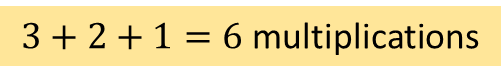 3 + 2 + 1 = 6 multiplications